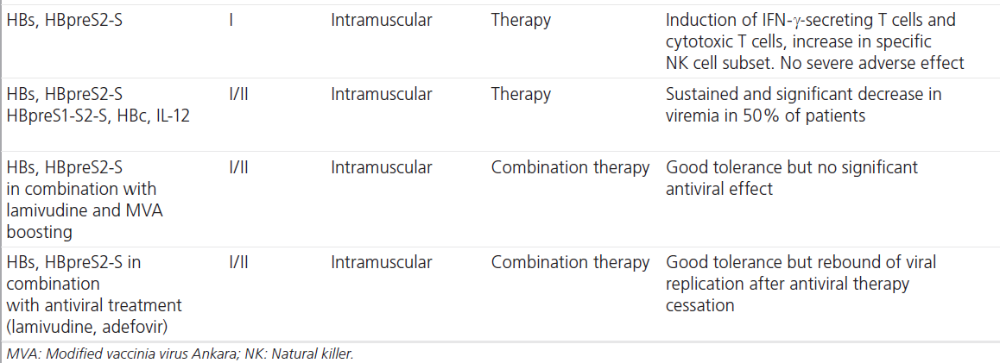 HBs, HBpreS2-S I Intramuscular Therapy Induction of IFN-γ-secreting T cells and
cytotoxic T cells, increase in specific
NK cell subset. No severe adverse effect
HBs, HBpreS2-S I/II Intramuscular Therapy Sustained and significant decrease in
HBpreS1-S2-S, HBc, IL-12 viremia in 50% of patients
HBs, HBpreS2-S I/II Intramuscular Combination therapy Good tolerance but no significant
in combination with antiviral effect
lamivudine and MVA
boosting
HBs, HBpreS2-S in I/II Intramuscular Combination therapy Good tolerance but rebound of viral
combination replication after antiviral therapy
with antiviral treatment cessation
(lamivudine, adefovir)
MVA: Modified vaccinia virus Ankara; NK: Natural killer.